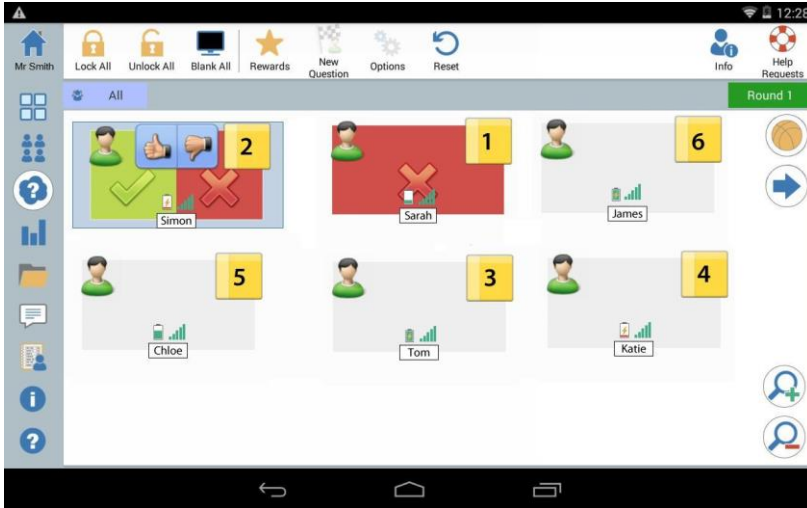 12:28
Mr Smith
Lock All
Unlock All
Blank All
Rewards
New
Question
Options
Reset
Info
Help
Requests
All
Round 1
2
Simon
1
Sarah
6
James
5
Chloe
3
Tom
4
Katie